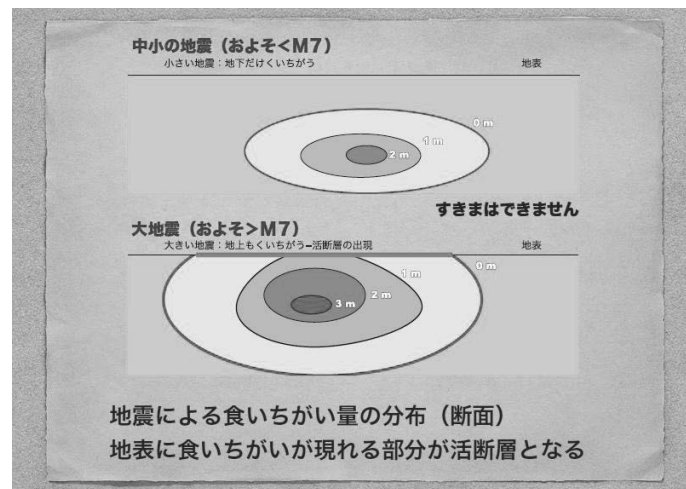 中小の地震（およそ<M7）
小さい地震：地下だけくいちがう
地表
0 m
1 m
2 m
すきまはできません
大地震（およそ>M7）
大きい地震：地上もくいちがう–活断層の出現
地表
0 m
1 m
2 m
3 m
地震による食いちがい量の分布（断面）
地表に食いちがいが現れる部分が活断層となる